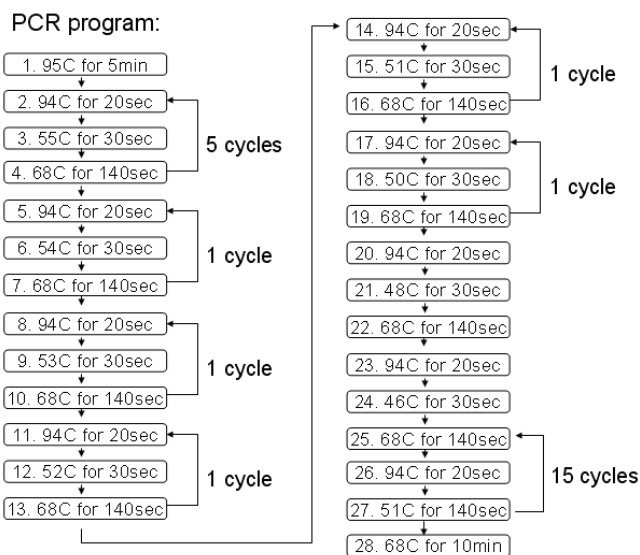 PCR program:
1. 95C for 5min
2. 94C for 20sec
3. 55C for 30sec
4. 68C for 140sec
5 cycles
5. 94C for 20sec
6. 54C for 30sec
7. 68C for 140sec
1 cycle
8. 94C for 20sec
9. 53C for 30sec
10. 68C for 140sec
1 cycle
11. 94C for 20sec
12. 52C for 30sec
13. 68C for 140sec
1 cycle
14. 94C for 20sec
15. 51C for 30sec
16. 68C for 140sec
1 cycle
17. 94C for 20sec
18. 50C for 30sec
19. 68C for 140sec
1 cycle
20. 94C for 20sec
21. 48C for 30sec
22. 68C for 140sec
23. 94C for 20sec
24. 46C for 30sec
25. 68C for 140sec
26. 94C for 20sec
27. 51C for 140sec
15 cycles
28. 68C for 10min